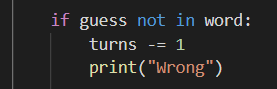 if guess not in word:
    turns -= 1
    print("Wrong")